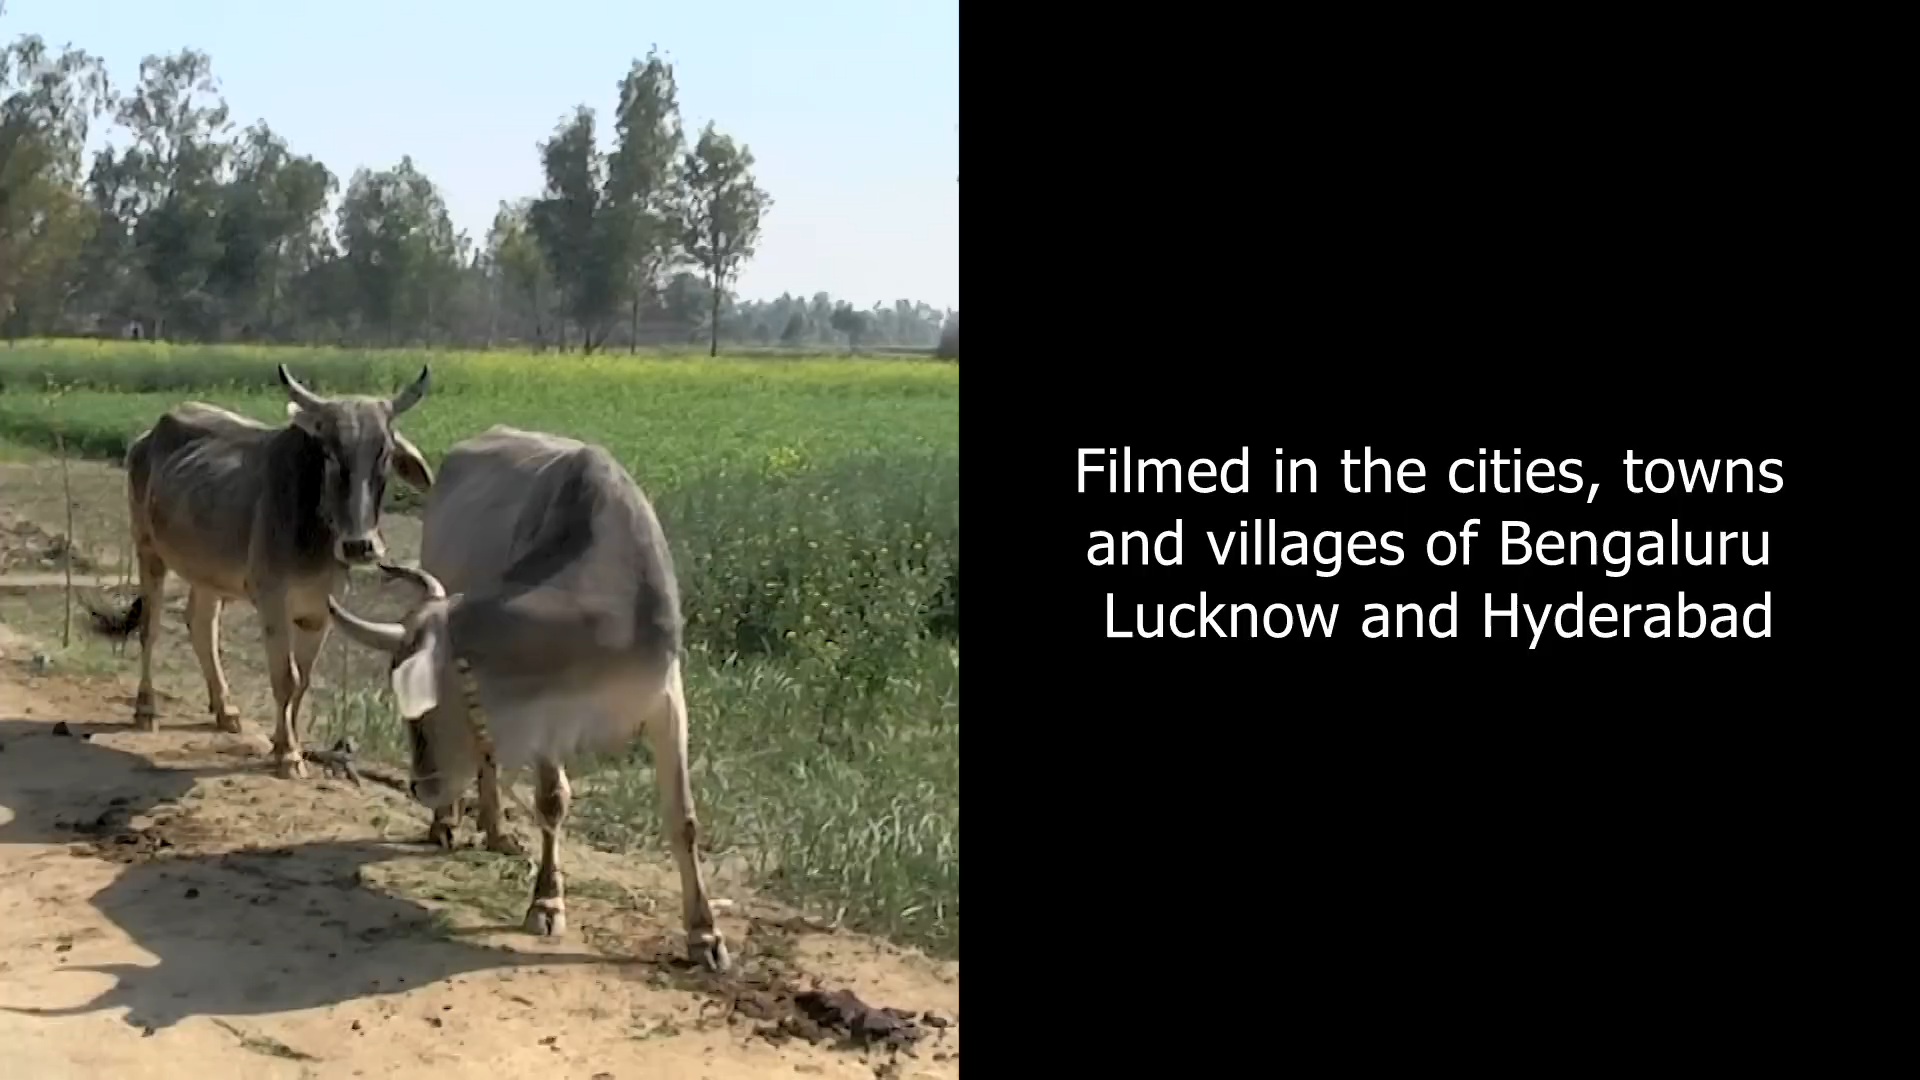 Filmed in the cities, towns
and villages of Bengaluru
Lucknow and Hyderabad